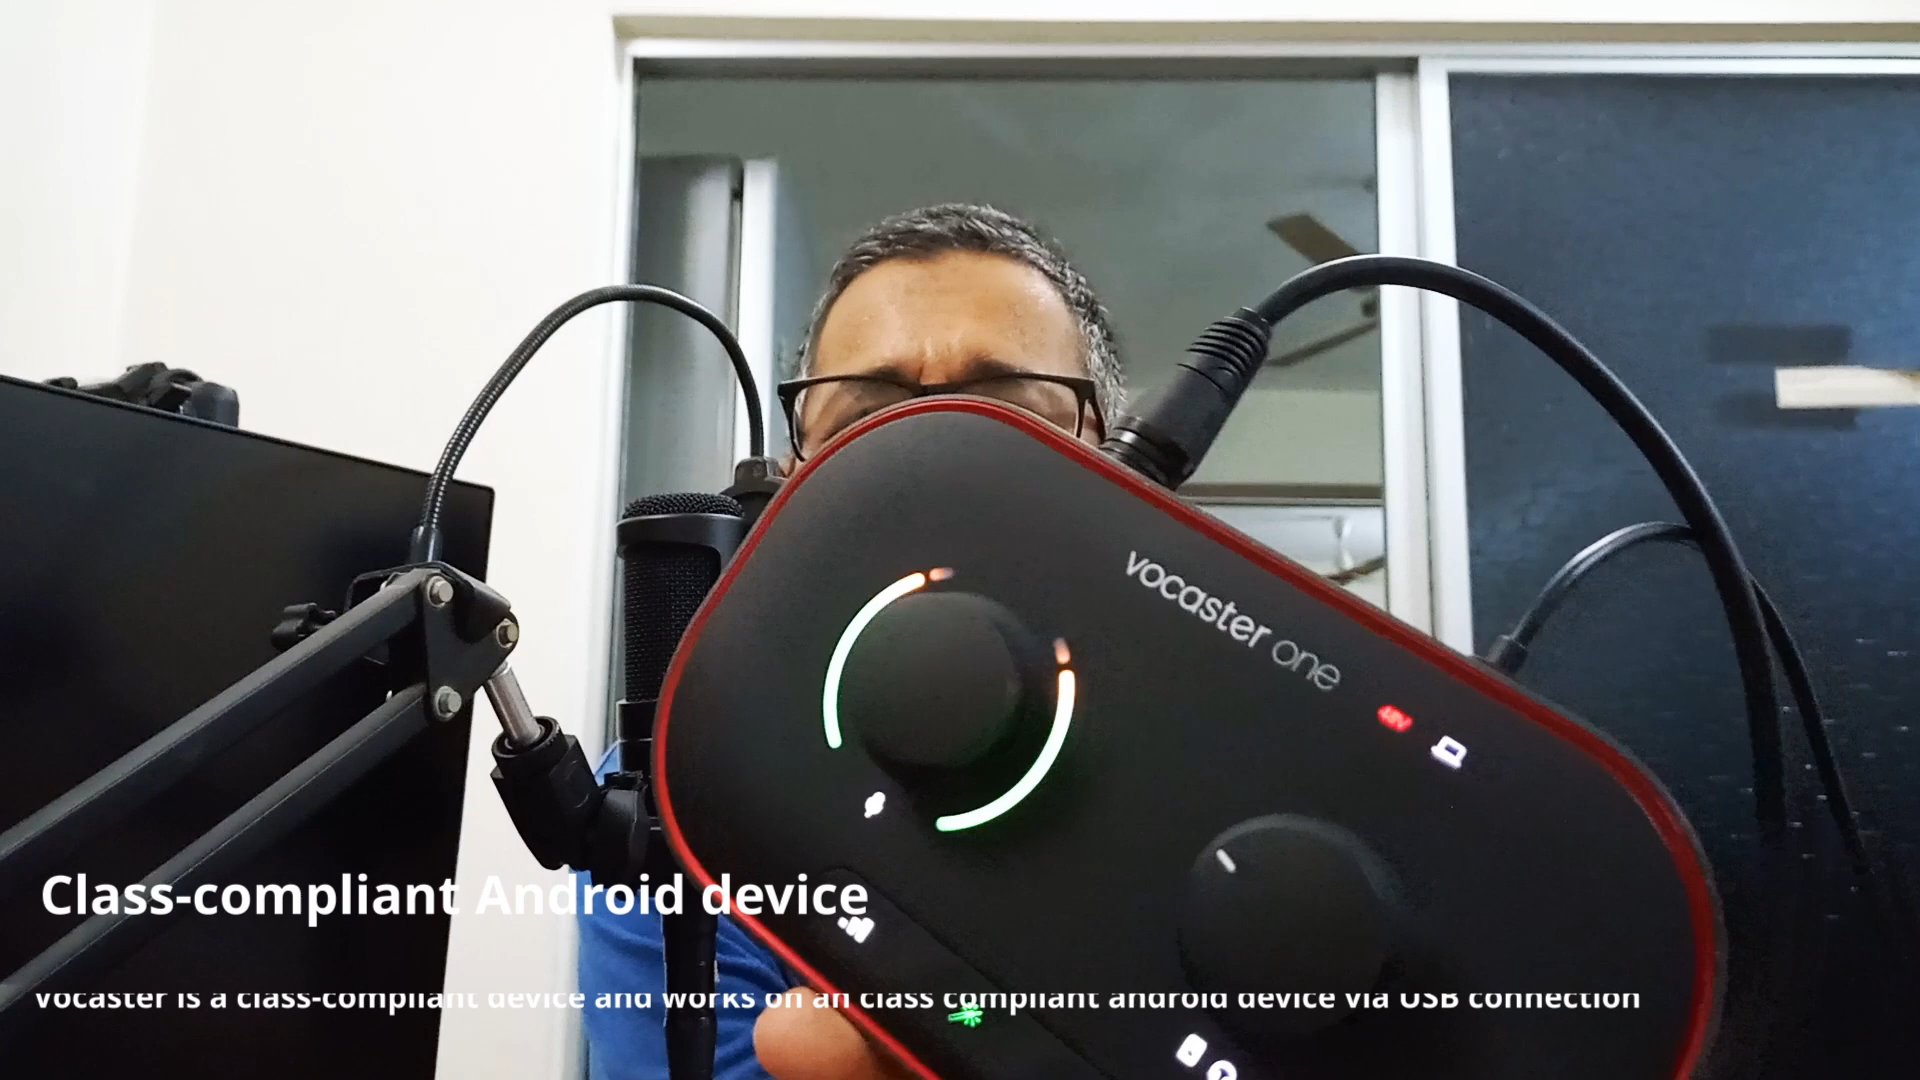 vocaster one
48V
Class-compliant Android device
Vocaster is a class-compliant device and works on an class compliant android device via USB connection